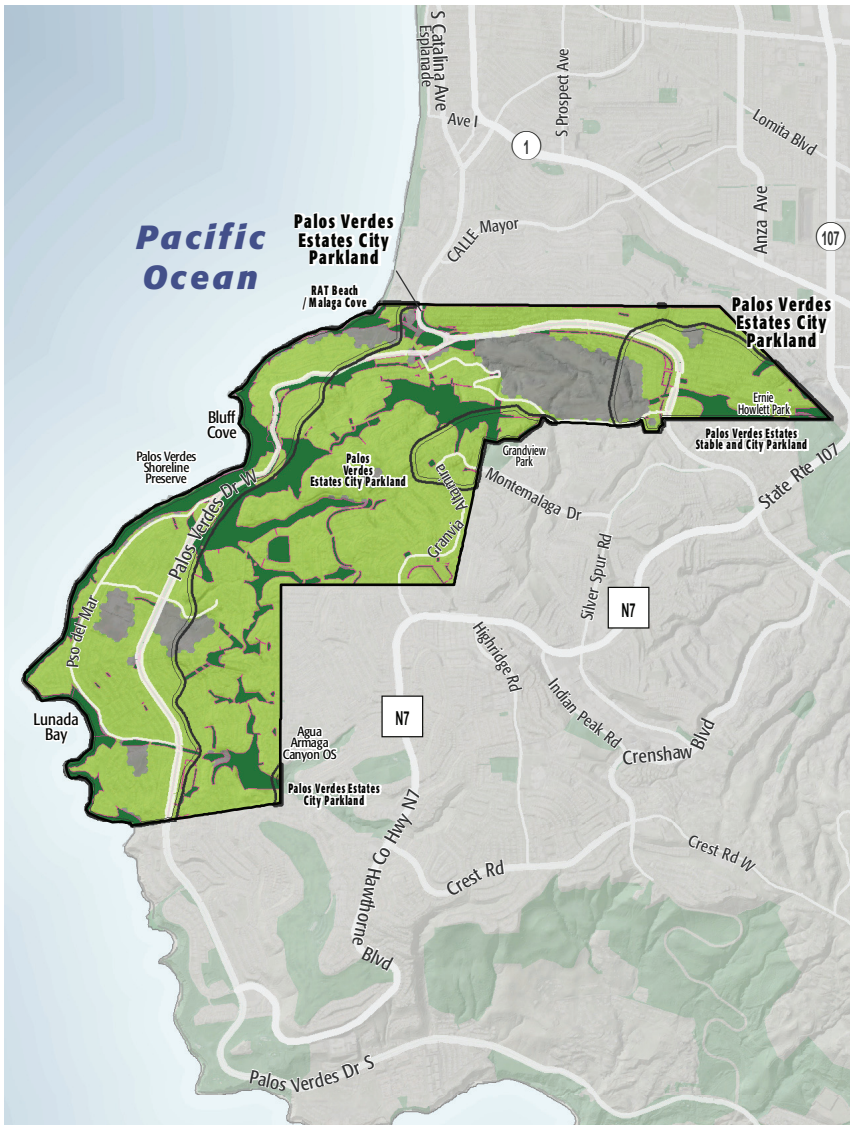 S Catalina Ave
Esplanade
S Prospect Ave
Ave I
1
Lomita Blvd
Anza Ave
107
CALLE Mayor
Pacific
Ocean
Palos Verdes
Estates City
Parkland
RAT Beach
/ Malaga Cove
Palos Verdes
Estates City
Parkland
Ernie
Howlett Park
Palos Verdes Estates
Stable and City Parkland
Bluff
Cove
Palos Verdes
Shoreline
Preserve
Palos
Verdes
Estates City Parkland
Grandview
Park
Altamira
Montemalaga Dr
State Rte 107
Palos Verdes Dr W
Granvia
Silver Spur Rd
N7
Pso del Mar
Highridge Rd
Indian Peak Rd
N7
Lunada
Bay
Agua
Armaga
Canyon OS
Crenshaw Blvd
Palos Verdes Estates
City Parkland
Hawthorne
Blvd
Co Hwy N7
Crest Rd
Crest Rd W
Palos Verdes Dr S